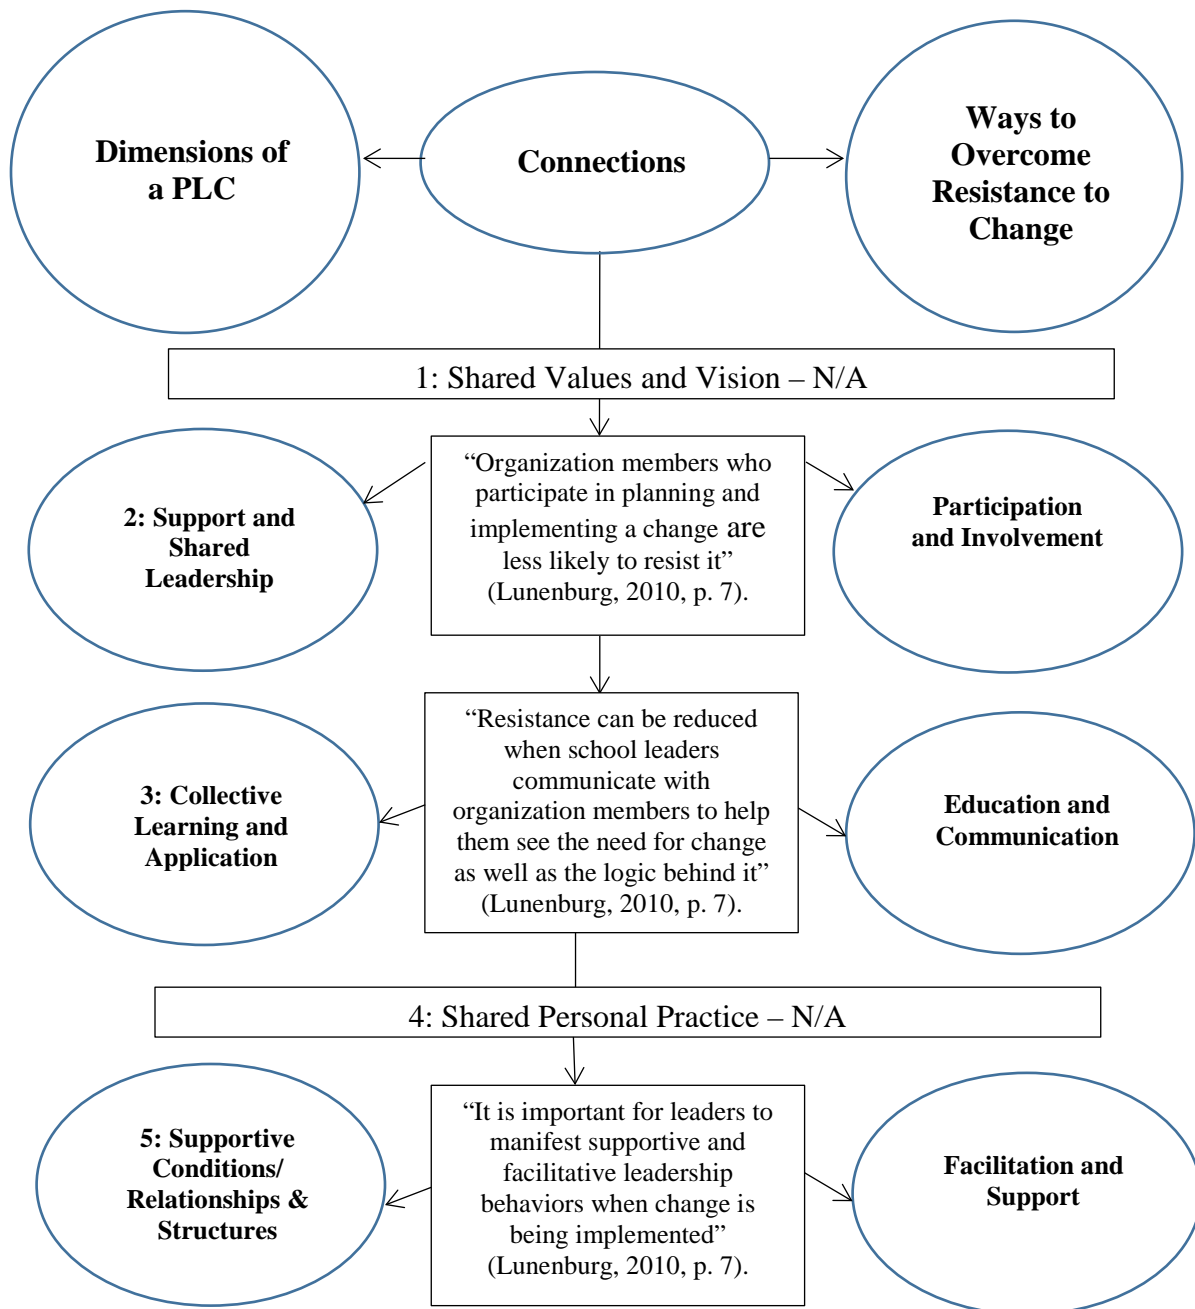 Dimensions of
a PLC
Connections
Ways to
Overcome
Resistance to
Change
1: Shared Values and Vision – N/A
2: Support and
Shared
Leadership
“Organization members who
participate in planning and
implementing a change are
less likely to resist it”
(Lunenburg, 2010, p. 7).
Participation
and Involvement
3: Collective
Learning and
Application
“Resistance can be reduced
when school leaders
communicate with
organization members to help
them see the need for change
as well as the logic behind it”
(Lunenburg, 2010, p. 7).
Education and
Communication
4: Shared Personal Practice – N/A
5: Supportive
Conditions/
Relationships &
Structures
“It is important for leaders to
manifest supportive and
facilitative leadership
behaviors when change is
being implemented”
(Lunenburg, 2010, p. 7).
Facilitation and
Support